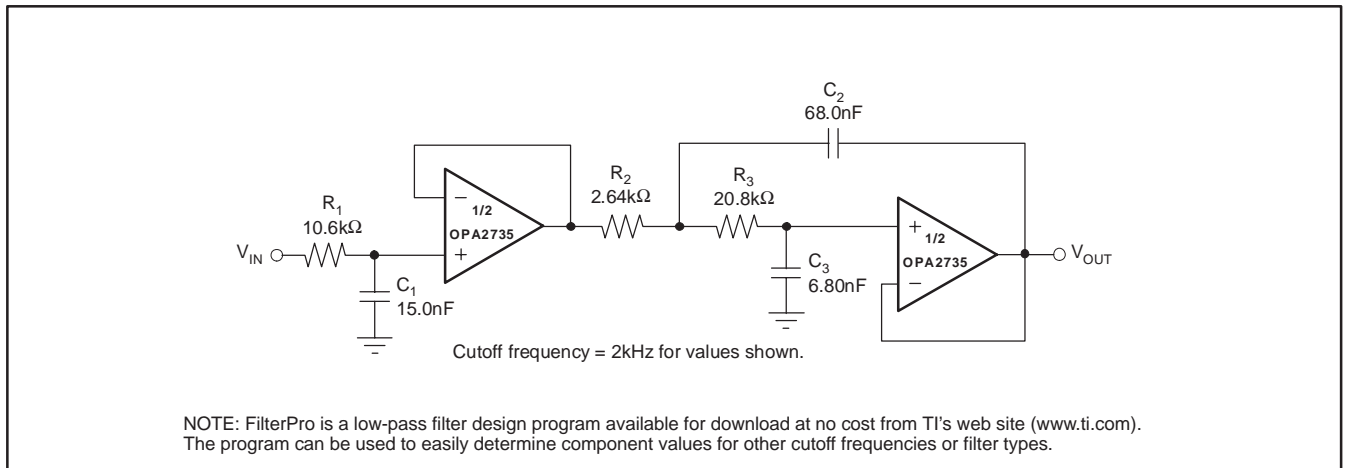 C2
68.0nF
R2
2.64kΩ
R3
20.8kΩ
R1
10.6kΩ
−
1/2
OPA2735
+
+
1/2
OPA2735
−
VIN
VOUT
C1
15.0nF
C3
6.80nF
Cutoff frequency = 2kHz for values shown.
NOTE: FilterPro is a low-pass filter design program available for download at no cost from TI's web site (www.ti.com).
The program can be used to easily determine component values for other cutoff frequencies or filter types.